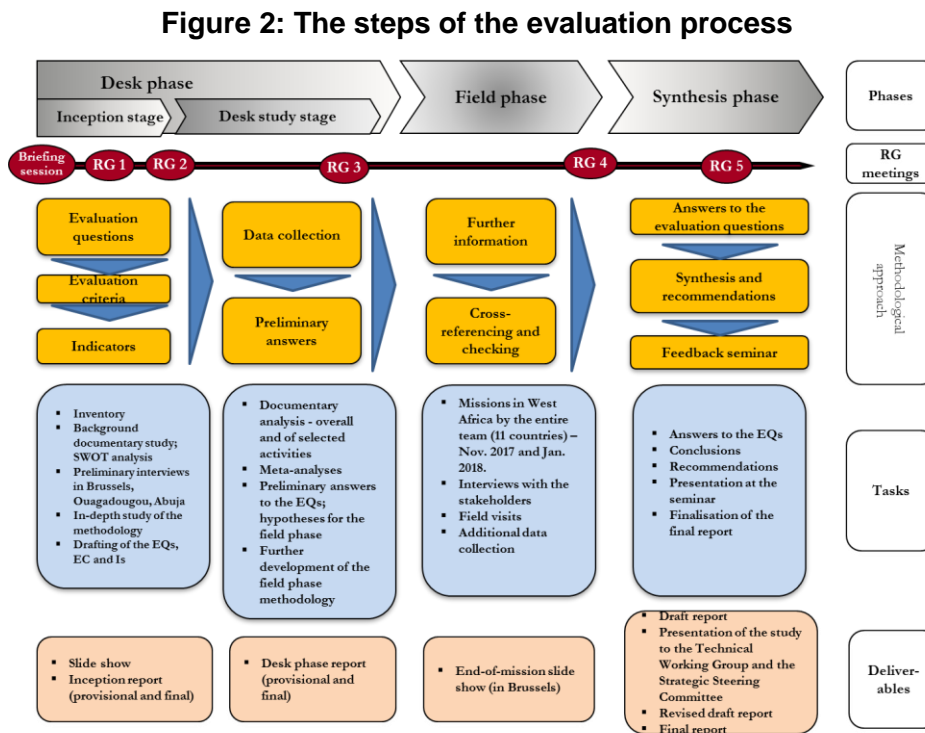 Figure 2: The steps of the evaluation process
Desk phase
Inception stage
Desk study stage
Field phase
Synthesis phase
Phases
Briefing
session
RG 1
RG 2
RG 3
RG 4
RG 5
RG
meetings
Evaluation
questions
Evaluation
criteria
Indicators
Data collection
Preliminary
answers
Further
information
Cross-
referencing and
checking
Answers to the
evaluation questions
Synthesis and
recommendations
Feedback seminar
Methodological
approach
▪ Inventory
▪ Background
documentary study;
SWOT analysis
▪ Preliminary interviews
in Brussels,
Ouagadougou, Abuja
▪ In-depth study of the
methodology
▪ Drafting of the EQs,
EC and Is
▪ Documentary
analysis - overall
and of selected
activities
▪ Meta-analyses
▪ Preliminary answers
to the EQs;
hypotheses for the
field phase
▪ Further
development of the
field phase
methodology
▪ Missions in West
Africa by the entire
team (11 countries) –
Nov. 2017 and Jan.
2018.
▪ Interviews with the
stakeholders
▪ Field visits
▪ Additional data
collection
▪ Answers to the EQs
▪ Conclusions
▪ Recommendations
▪ Presentation at the
seminar
▪ Finalisation of the
final report
Tasks
▪ Slide show
▪ Inception report
(provisional and final)
▪ Desk phase report
(provisional and
final)
▪ End-of-mission slide
show (in Brussels)
▪ Draft report
▪ Presentation of the study
to the Technical
Working Group and the
Strategic Steering
Committee
▪ Revised draft report
▪ Final report
Deliver-
ables